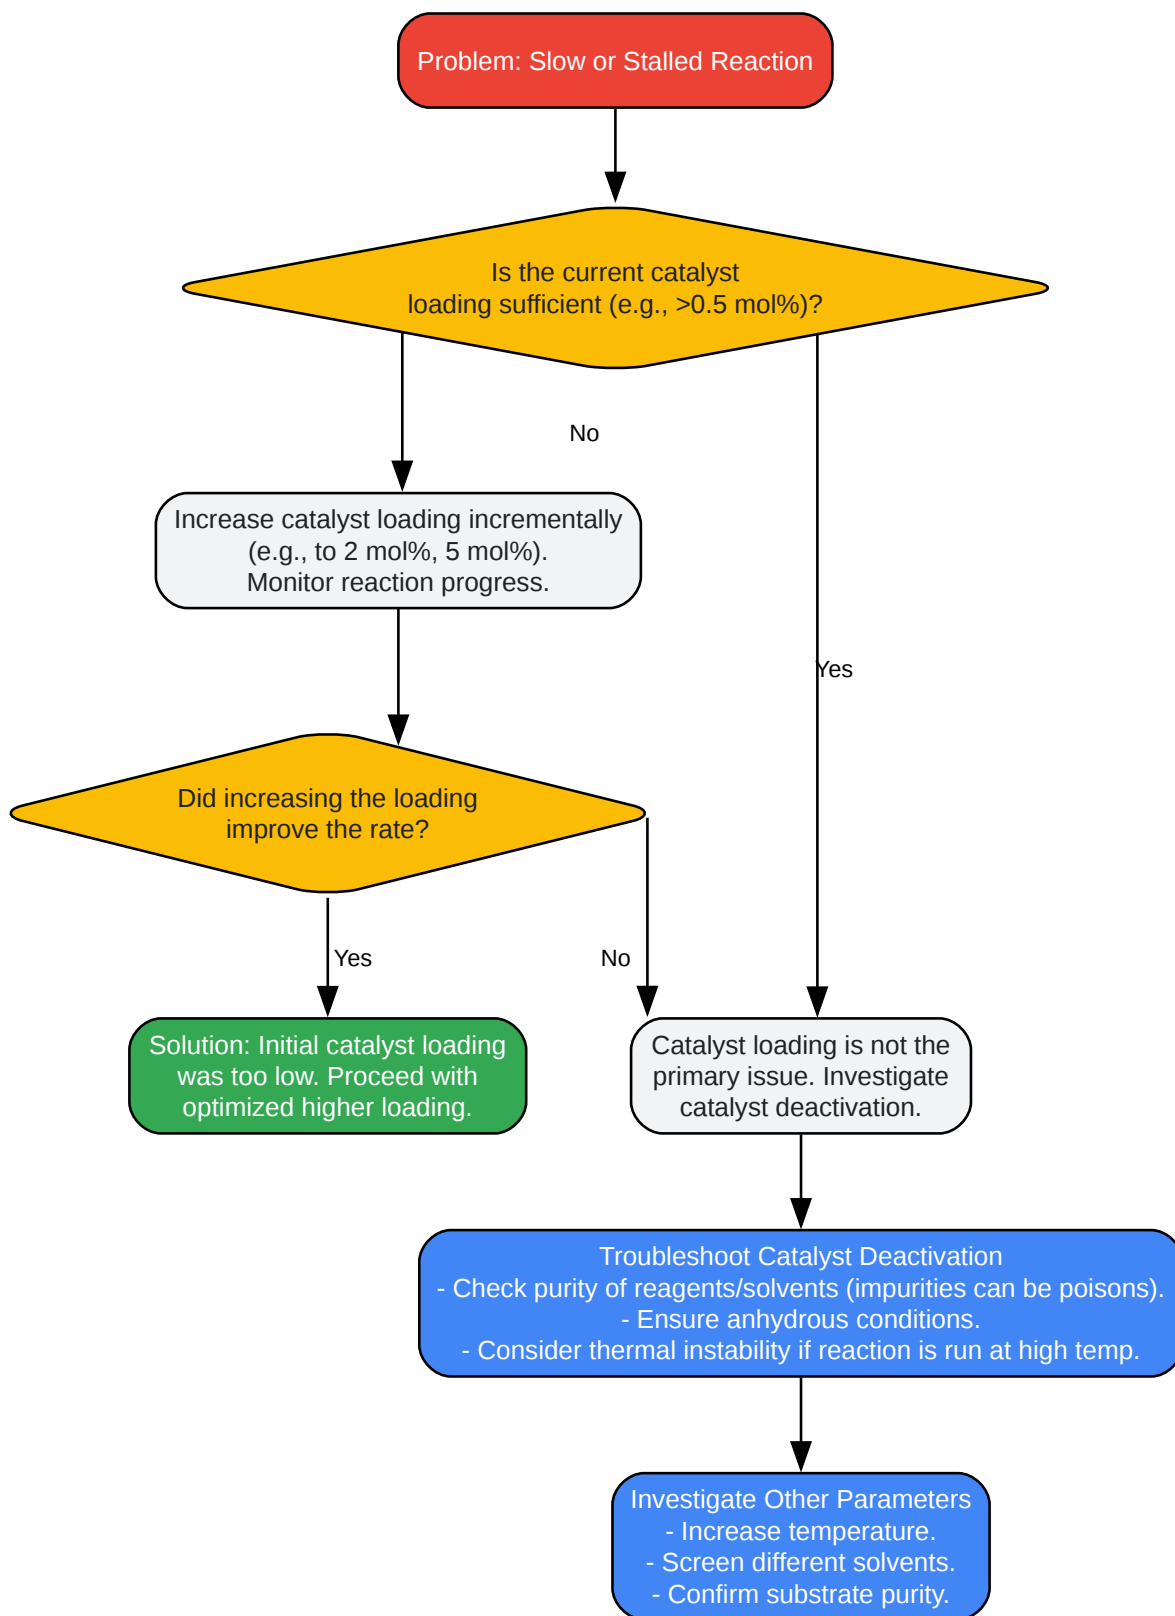 Problem: Slow or Stalled Reaction
Is the current catalyst
loading sufficient (e.g., >0.5 mol%)?
No
Increase catalyst loading incrementally
(e.g., to 2 mol%, 5 mol%).
Monitor reaction progress.
Yes
Did increasing the loading
improve the rate?
Yes
No
Solution: Initial catalyst loading
was too low. Proceed with
optimized higher loading.
Catalyst loading is not the
primary issue. Investigate
catalyst deactivation.
Troubleshoot Catalyst Deactivation
- Check purity of reagents/solvents (impurities can be poisons).
- Ensure anhydrous conditions.
- Consider thermal instability if reaction is run at high temp.
Investigate Other Parameters
- Increase temperature.
- Screen different solvents.
- Confirm substrate purity.